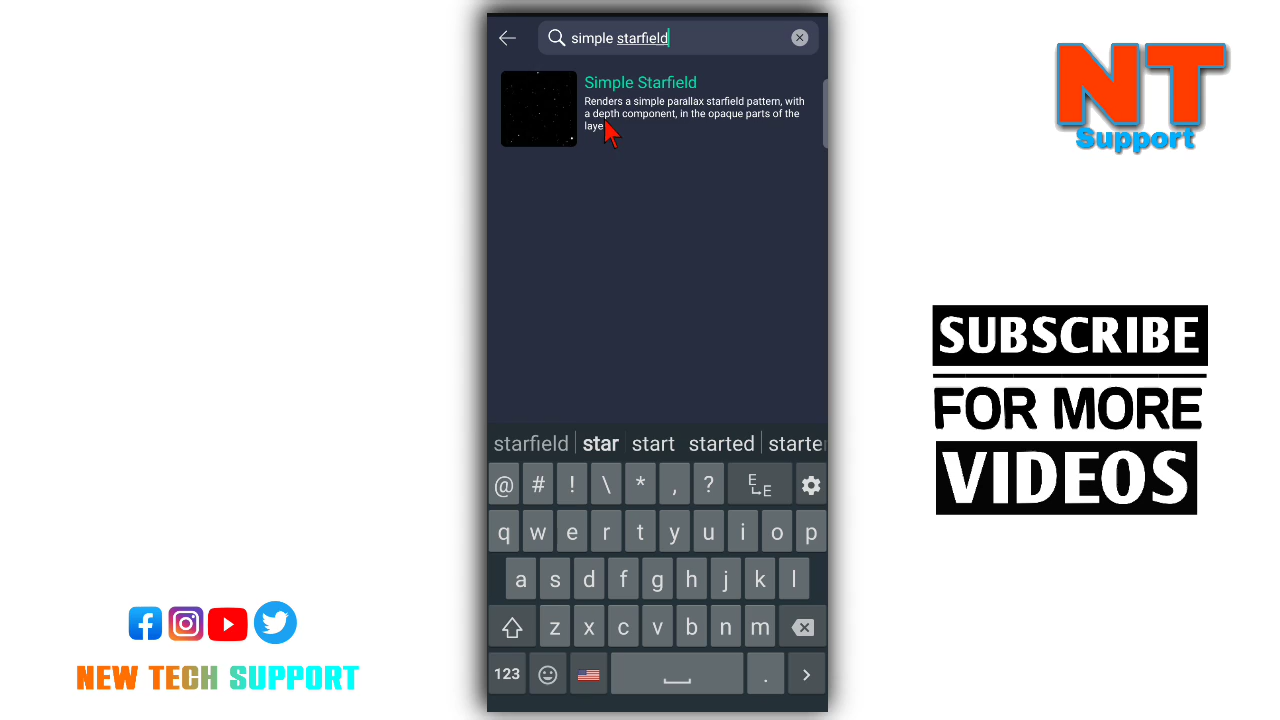 simple starfield
Simple Starfield
Renders a simple parallax starfield pattern, with
a depth component, in the opaque parts of the
laye
starfield star start started starter
@ # ! \ * , ? E E
q w e r t y u i o p
a s d f g h j k l
z x c v b n m
123 .
NT
Support
SUBSCRIBE
FOR MORE
VIDEOS
NEW TECH SUPPORT